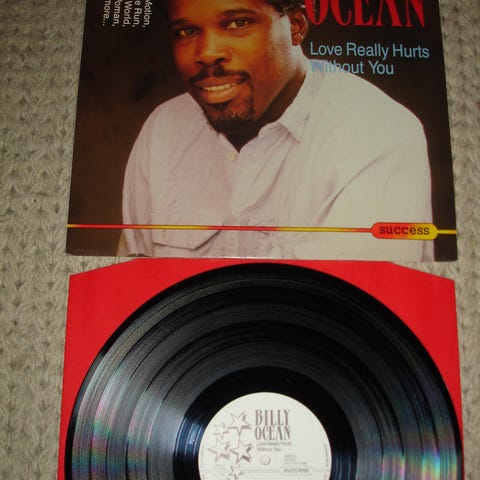 Motion,
Run,
World,
Woman,
more...
OCEAN
Love Really Hurts
Without You
success
BILLY
OCEAN
Love Really Hurts
Without You
success